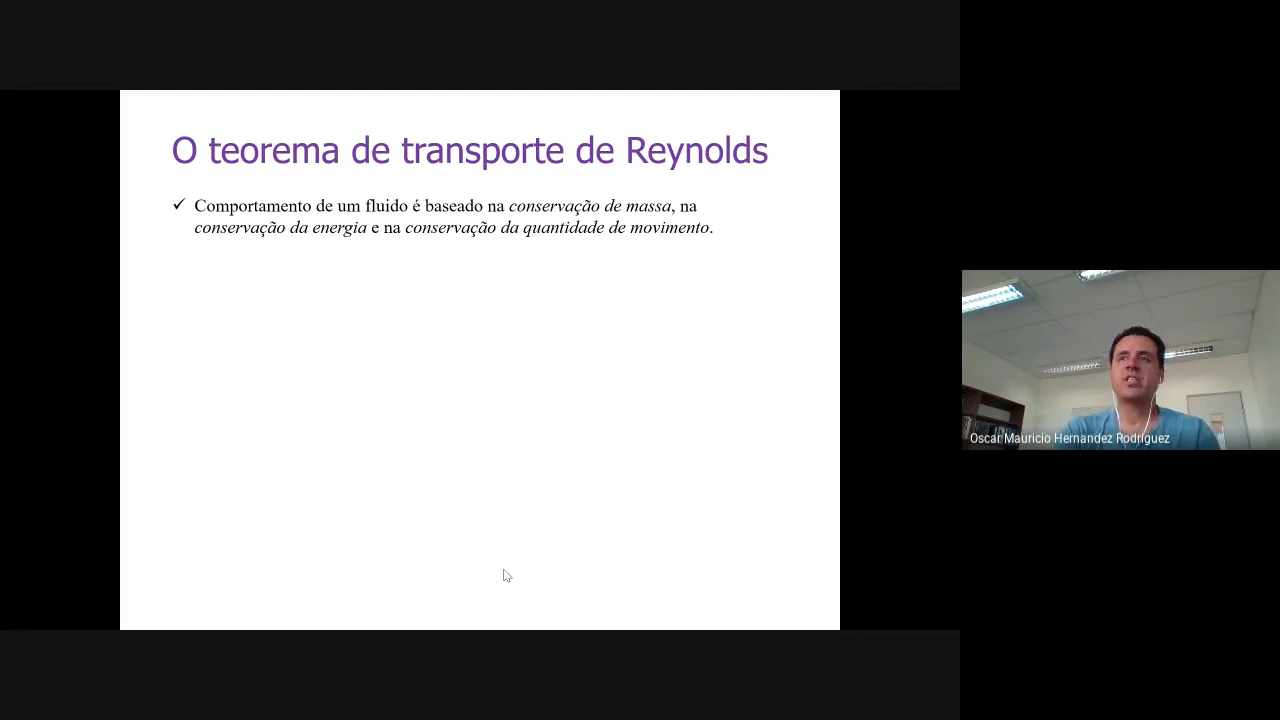 O teorema de transporte de Reynolds
✓ Comportamento de um fluido é baseado na conservação de massa, na
conservação da energia e na conservação da quantidade de movimento.
Oscar Mauricio Hernandez Rodriguez